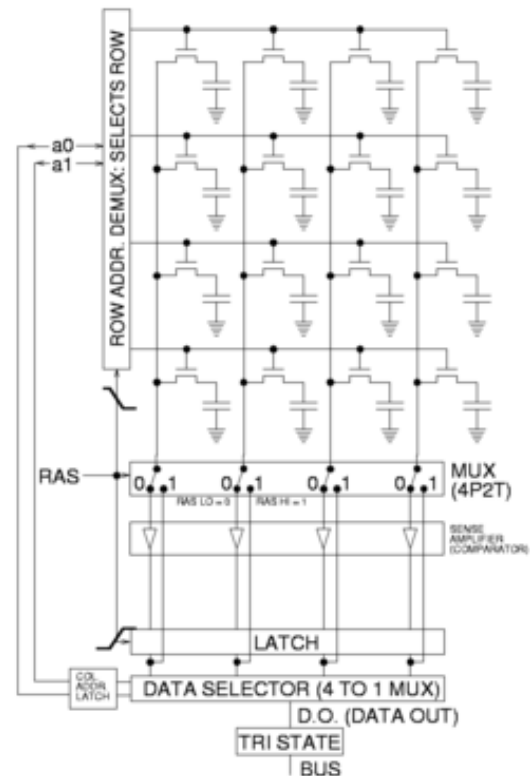 ROW ADDR. DEMUX: SELECTS ROW
a0
a1
RAS
0 1 0 1 0 1 0 1
RAS LO = 0 RAS HI = 1
MUX
(4P2T)
SENSE
AMPLIFIER
(COMPARATOR)
LATCH
COL.
ADDR.
LATCH
DATA SELECTOR (4 TO 1 MUX)
D.O. (DATA OUT)
TRI STATE
BUS